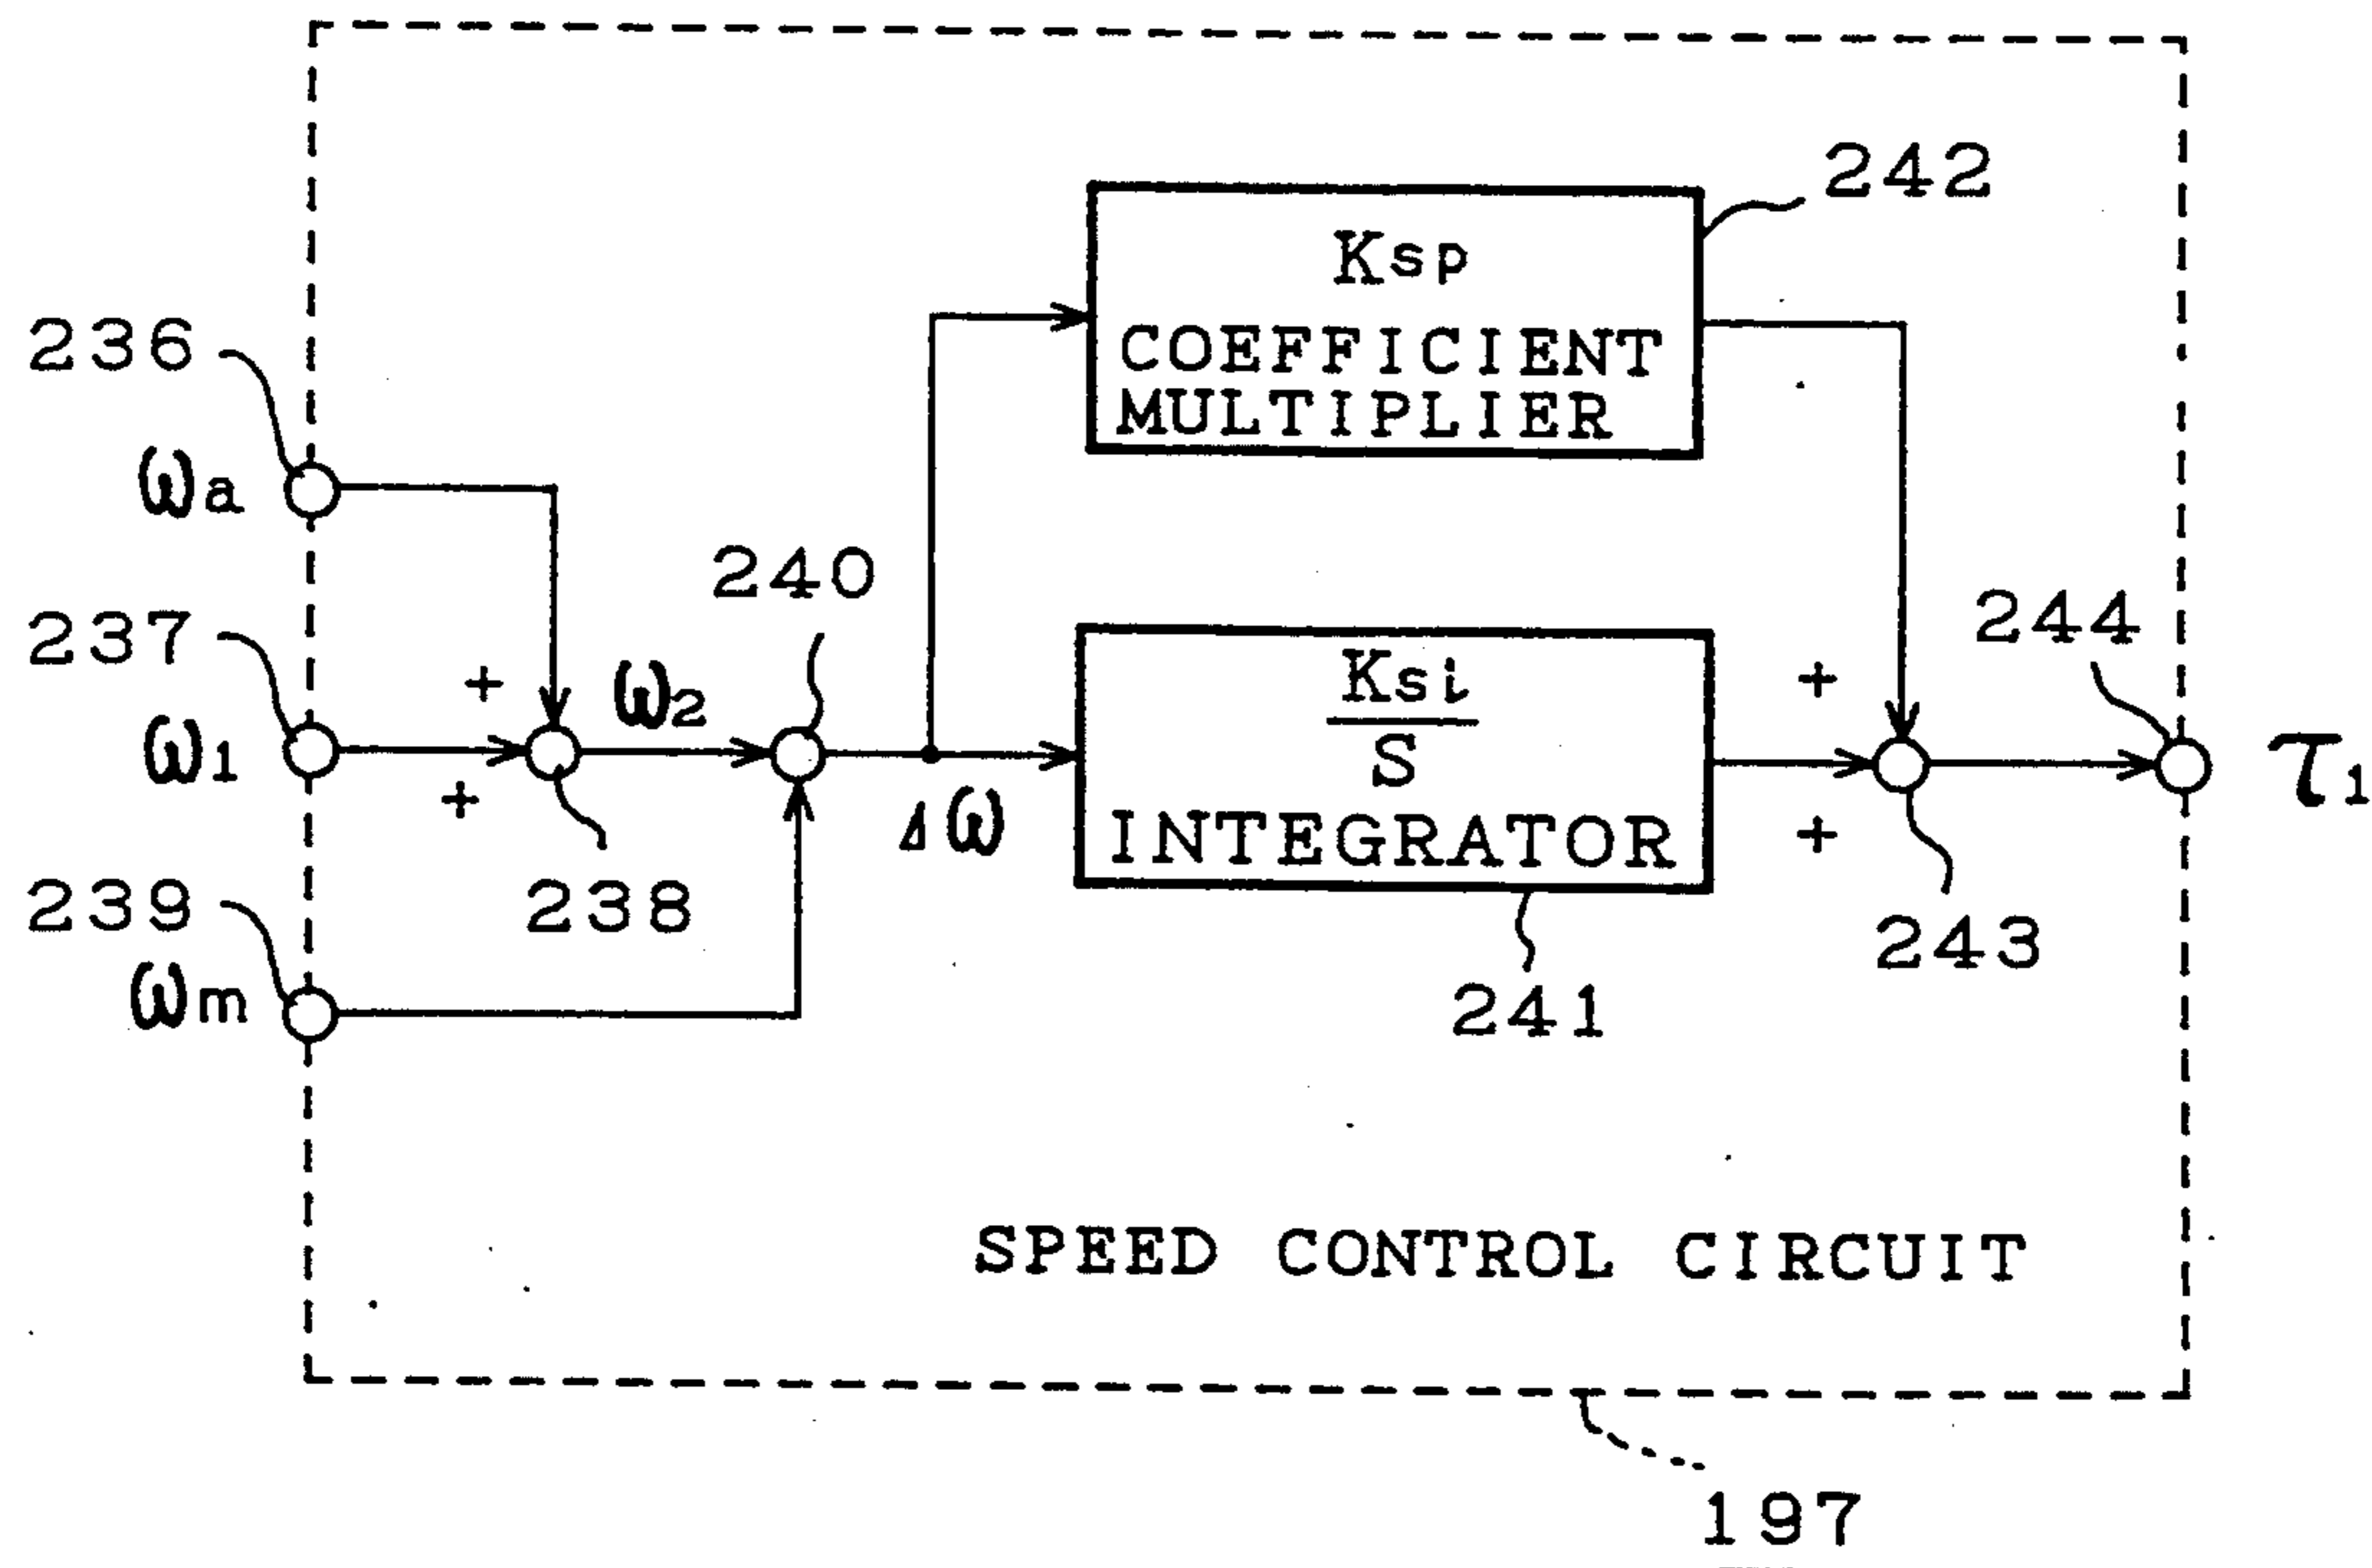 242
Ksp
COEFFICIENT
MULTIPLIER
236
ωa
240
244
237
+
ω2
Ksi
S
INTEGRATOR
+
ω1
+
τ1
Δω
+
239
238
243
ωm
241
SPEED CONTROL CIRCUIT
197